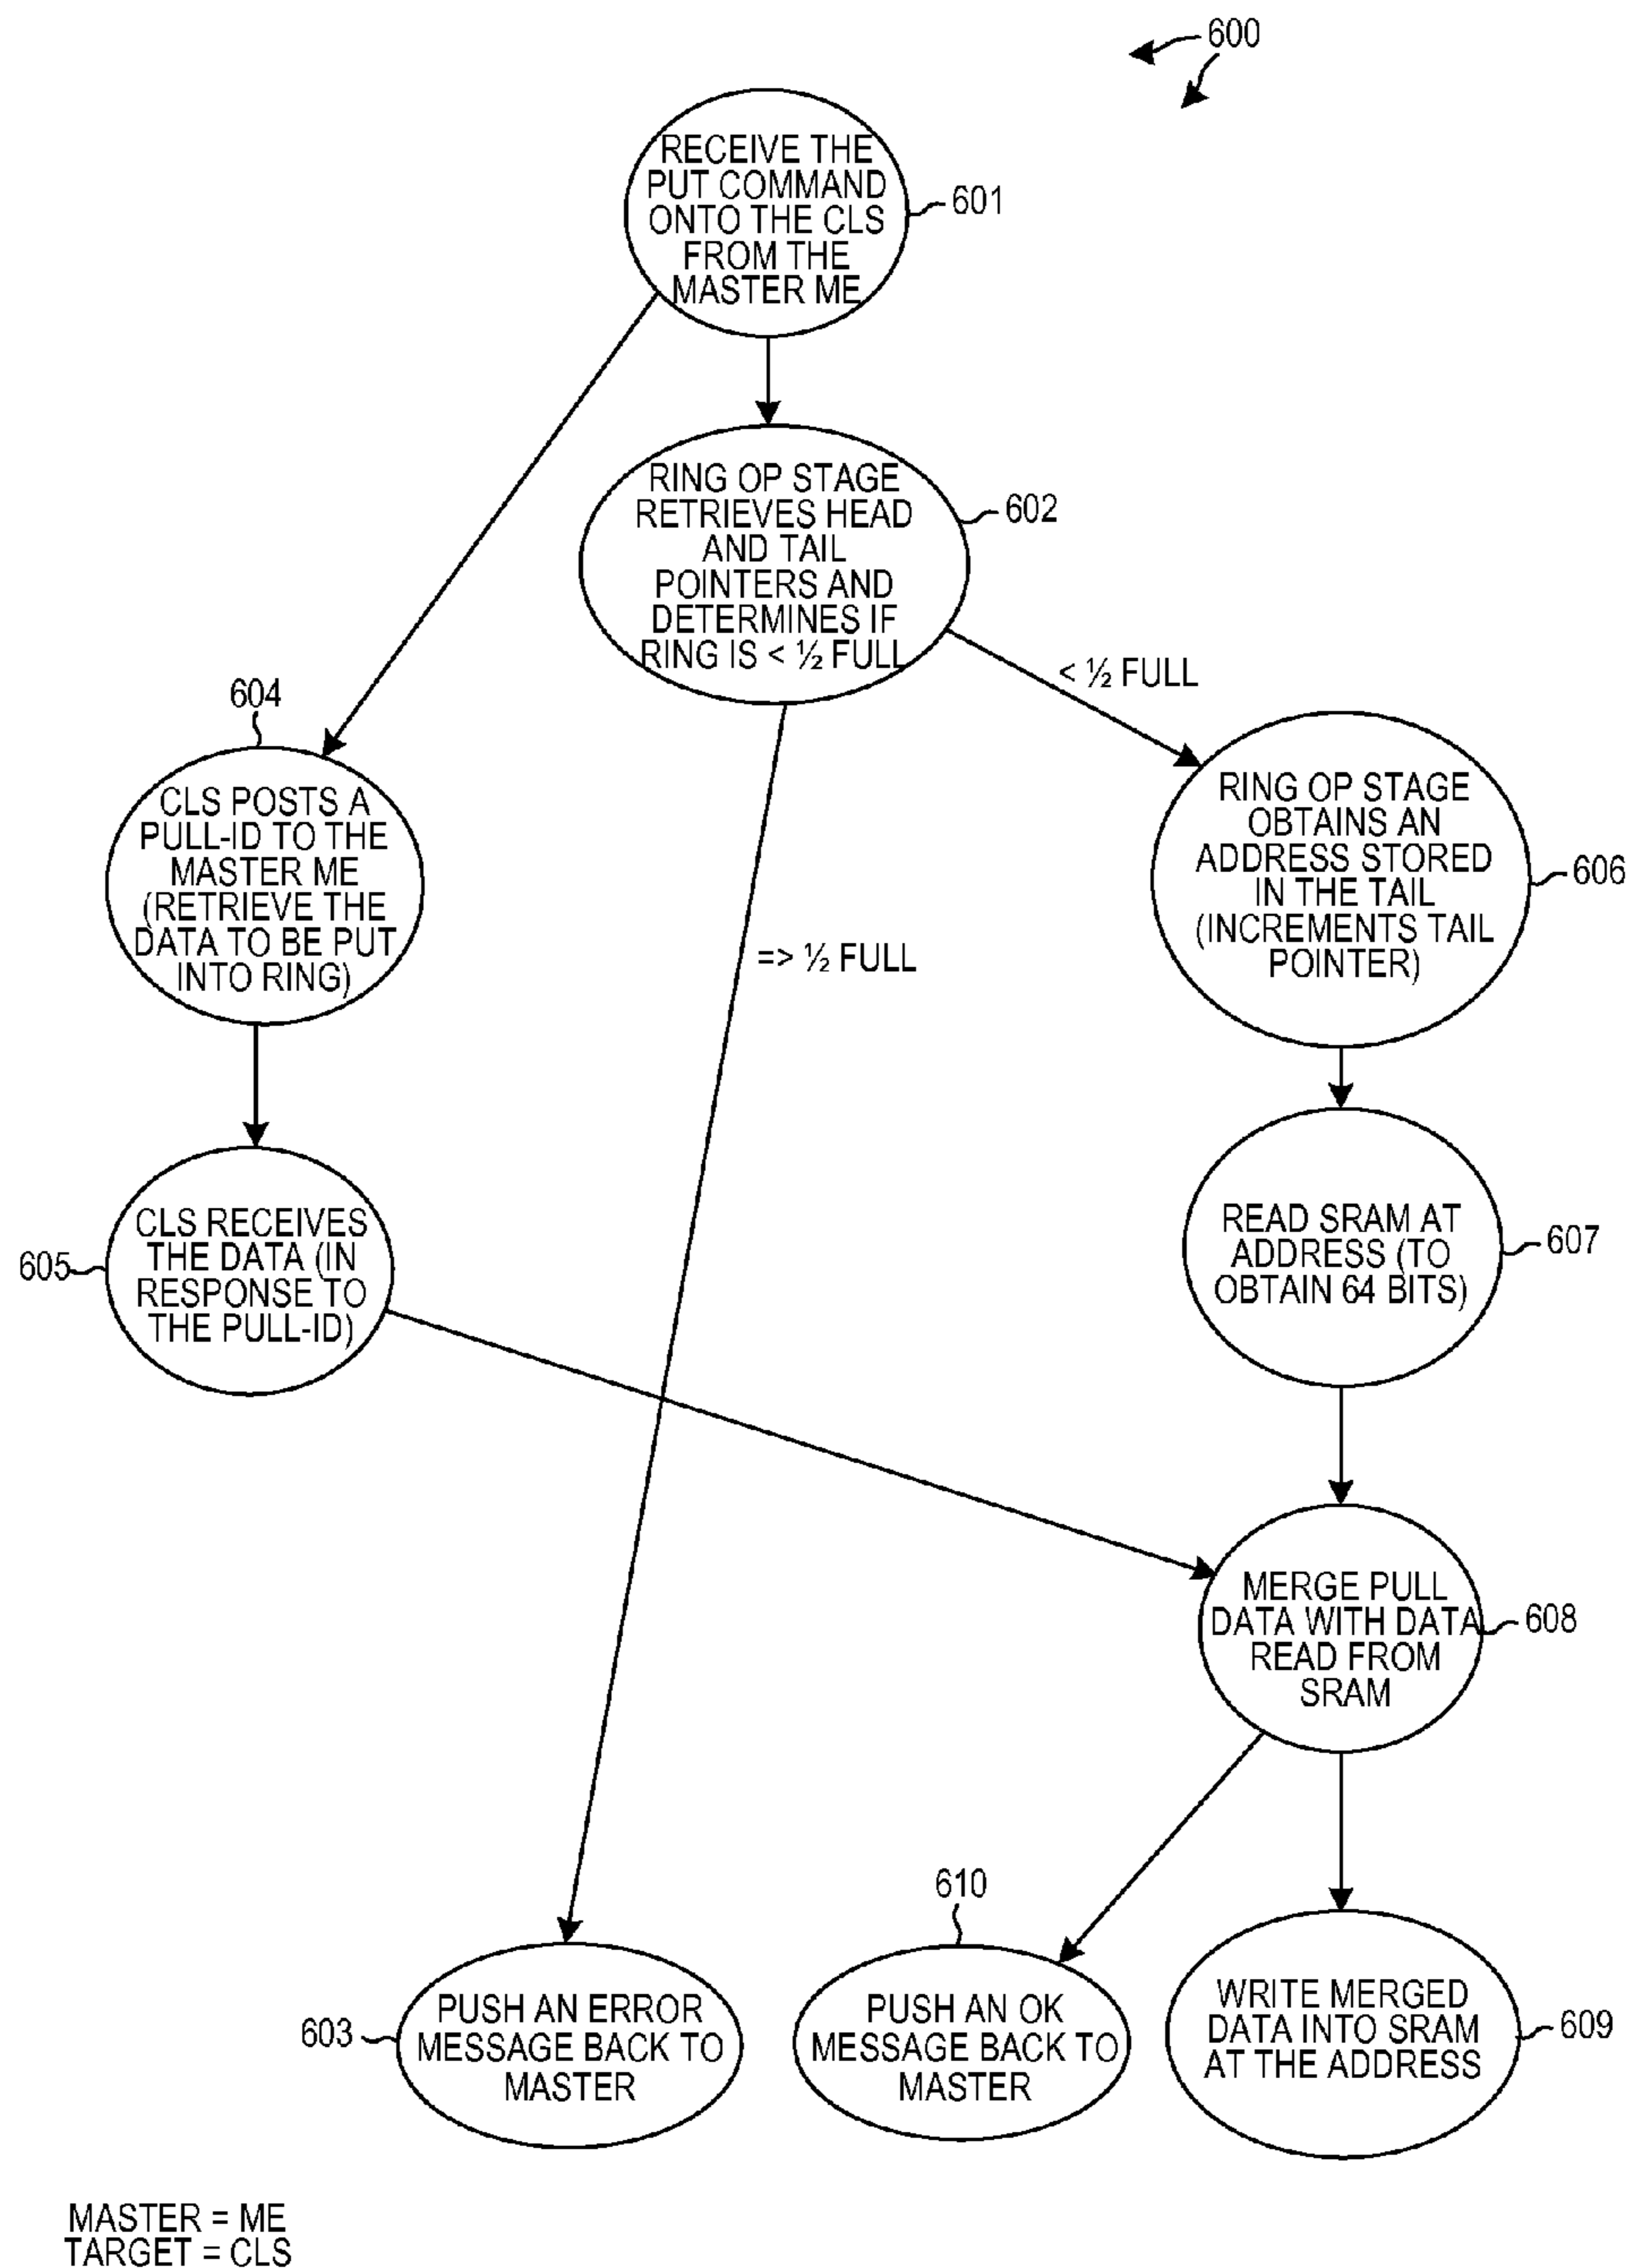 600
RECEIVE THE
PUT COMMAND
ONTO THE CLS
FROM THE
MASTER ME
601
RING OP STAGE
RETRIEVES HEAD
AND TAIL
POINTERS AND
DETERMINES IF
RING IS < ½ FULL
602
< ½ FULL
604
CLS POSTS A
PULL-ID TO THE
MASTER ME
(RETRIEVE THE
DATA TO BE PUT
INTO RING)
=> ½ FULL
RING OP STAGE
OBTAINS AN
ADDRESS STORED
IN THE TAIL
(INCREMENTS TAIL
POINTER)
606
605
CLS RECEIVES
THE DATA (IN
RESPONSE TO
THE PULL-ID)
READ SRAM AT
ADDRESS (TO
OBTAIN 64 BITS)
607
MERGE PULL
DATA WITH DATA
READ FROM
SRAM
608
603
PUSH AN ERROR
MESSAGE BACK TO
MASTER
610
PUSH AN OK
MESSAGE BACK TO
MASTER
WRITE MERGED
DATA INTO SRAM
AT THE ADDRESS
609
MASTER = ME
TARGET = CLS